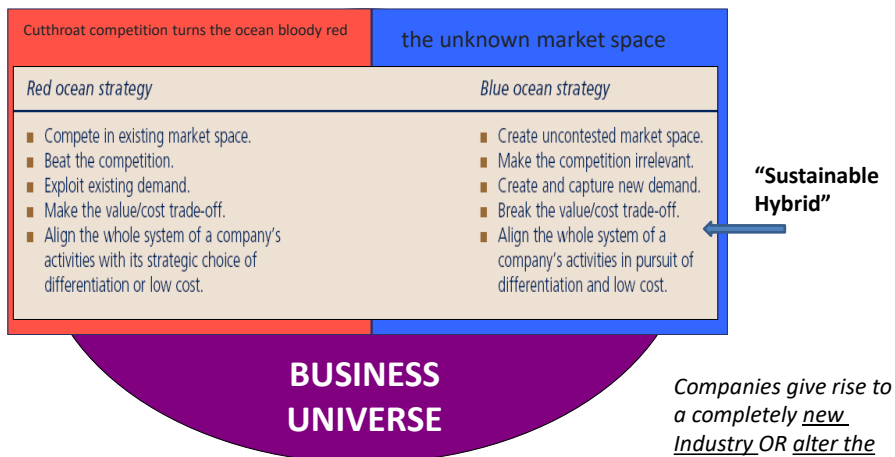 Cutthroat competition turns the ocean bloody red
the unknown market space
Red ocean strategy
Compete in existing market space.
Beat the competition.
Exploit existing demand.
Make the value/cost trade-off.
Align the whole system of a company's
activities with its strategic choice of
differentiation or low cost.
Blue ocean strategy
Create uncontested market space.
Make the competition irrelevant.
Create and capture new demand.
Break the value/cost trade-off.
Align the whole system of a
company's activities in pursuit of
differentiation and low cost.
“Sustainable
Hybrid”
BUSINESS
UNIVERSE
Companies give rise to
a completely new
Industry OR alter the